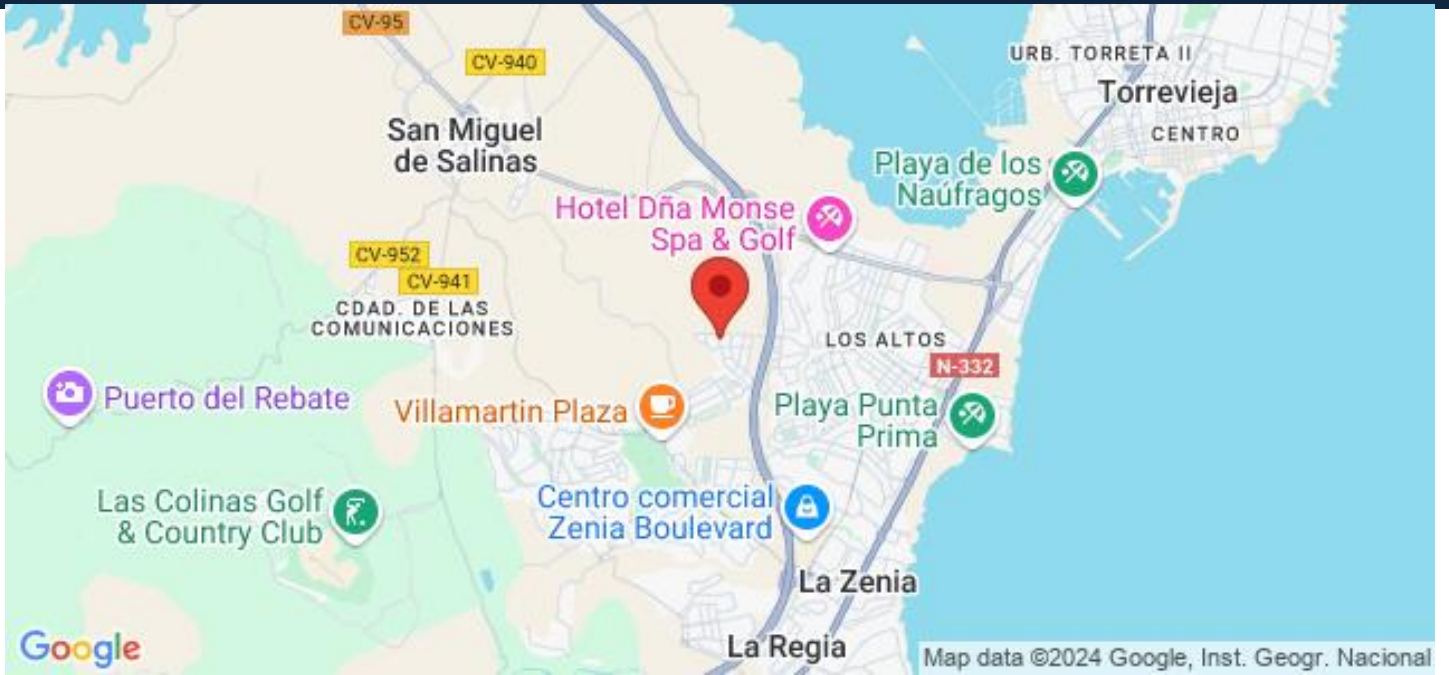 CV-95
CV-940
URB. TORRETA II
Torrevieja
CENTRO
San Miguel
de Salinas
Playa de los
Naúfragos
Hotel Dña Monse
Spa & Golf
CV-952
CV-941
CDAD. DE LAS
COMUNICACIONES
LOS ALTOS
N-332
Puerto del Rebate
Villamartin Plaza
Playa Punta
Prima
Las Colinas Golf
& Country Club
Centro comercial
Zenia Boulevard
La Zenia
La Regia
Google
Map data ©2024 Google, Inst. Geogr. Nacional